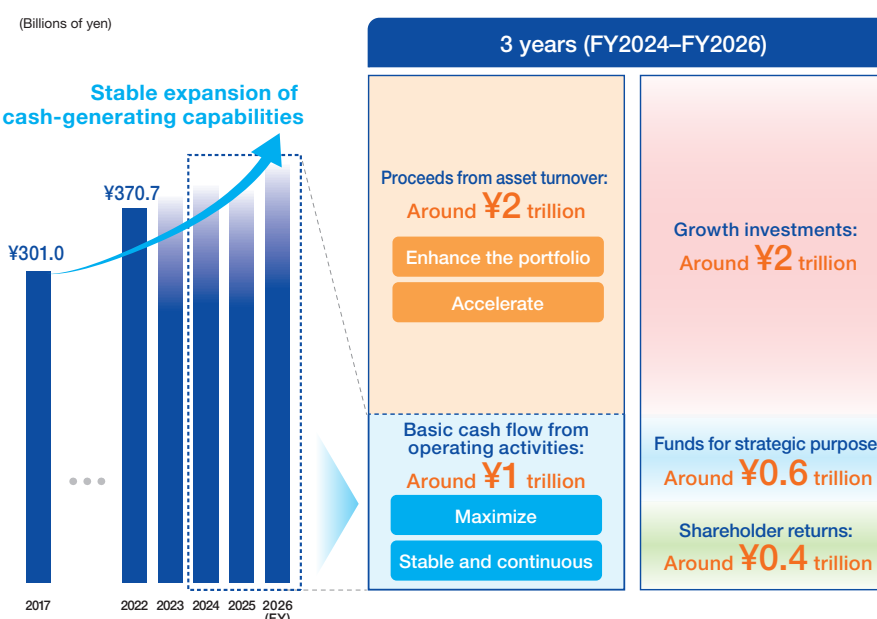 (Billions of yen)
3 years (FY2024–FY2026)
Stable expansion of
cash-generating capabilities
¥370.7
¥301.0
2017
2022
2023
2024
2025
2026
(FY)
Proceeds from asset turnover:
Around ¥2 trillion
Enhance the portfolio
Accelerate
Basic cash flow from
operating activities:
Around ¥1 trillion
Maximize
Stable and continuous
Growth investments:
Around ¥2 trillion
Funds for strategic purpose
Around ¥0.6 trillion
Shareholder returns:
Around ¥0.4 trillion